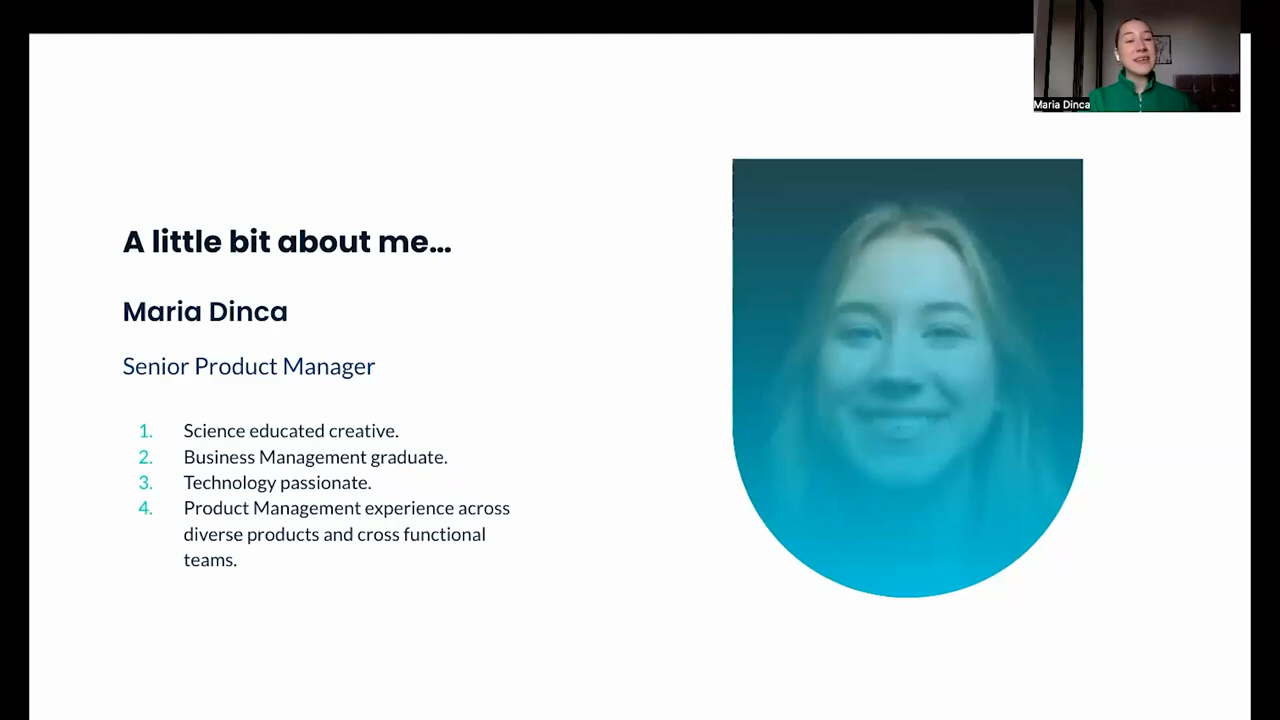 Maria Dinca
A little bit about me...
Maria Dinca
Senior Product Manager
1. Science educated creative.
2. Business Management graduate.
3. Technology passionate.
4. Product Management experience across
diverse products and cross functional
teams.